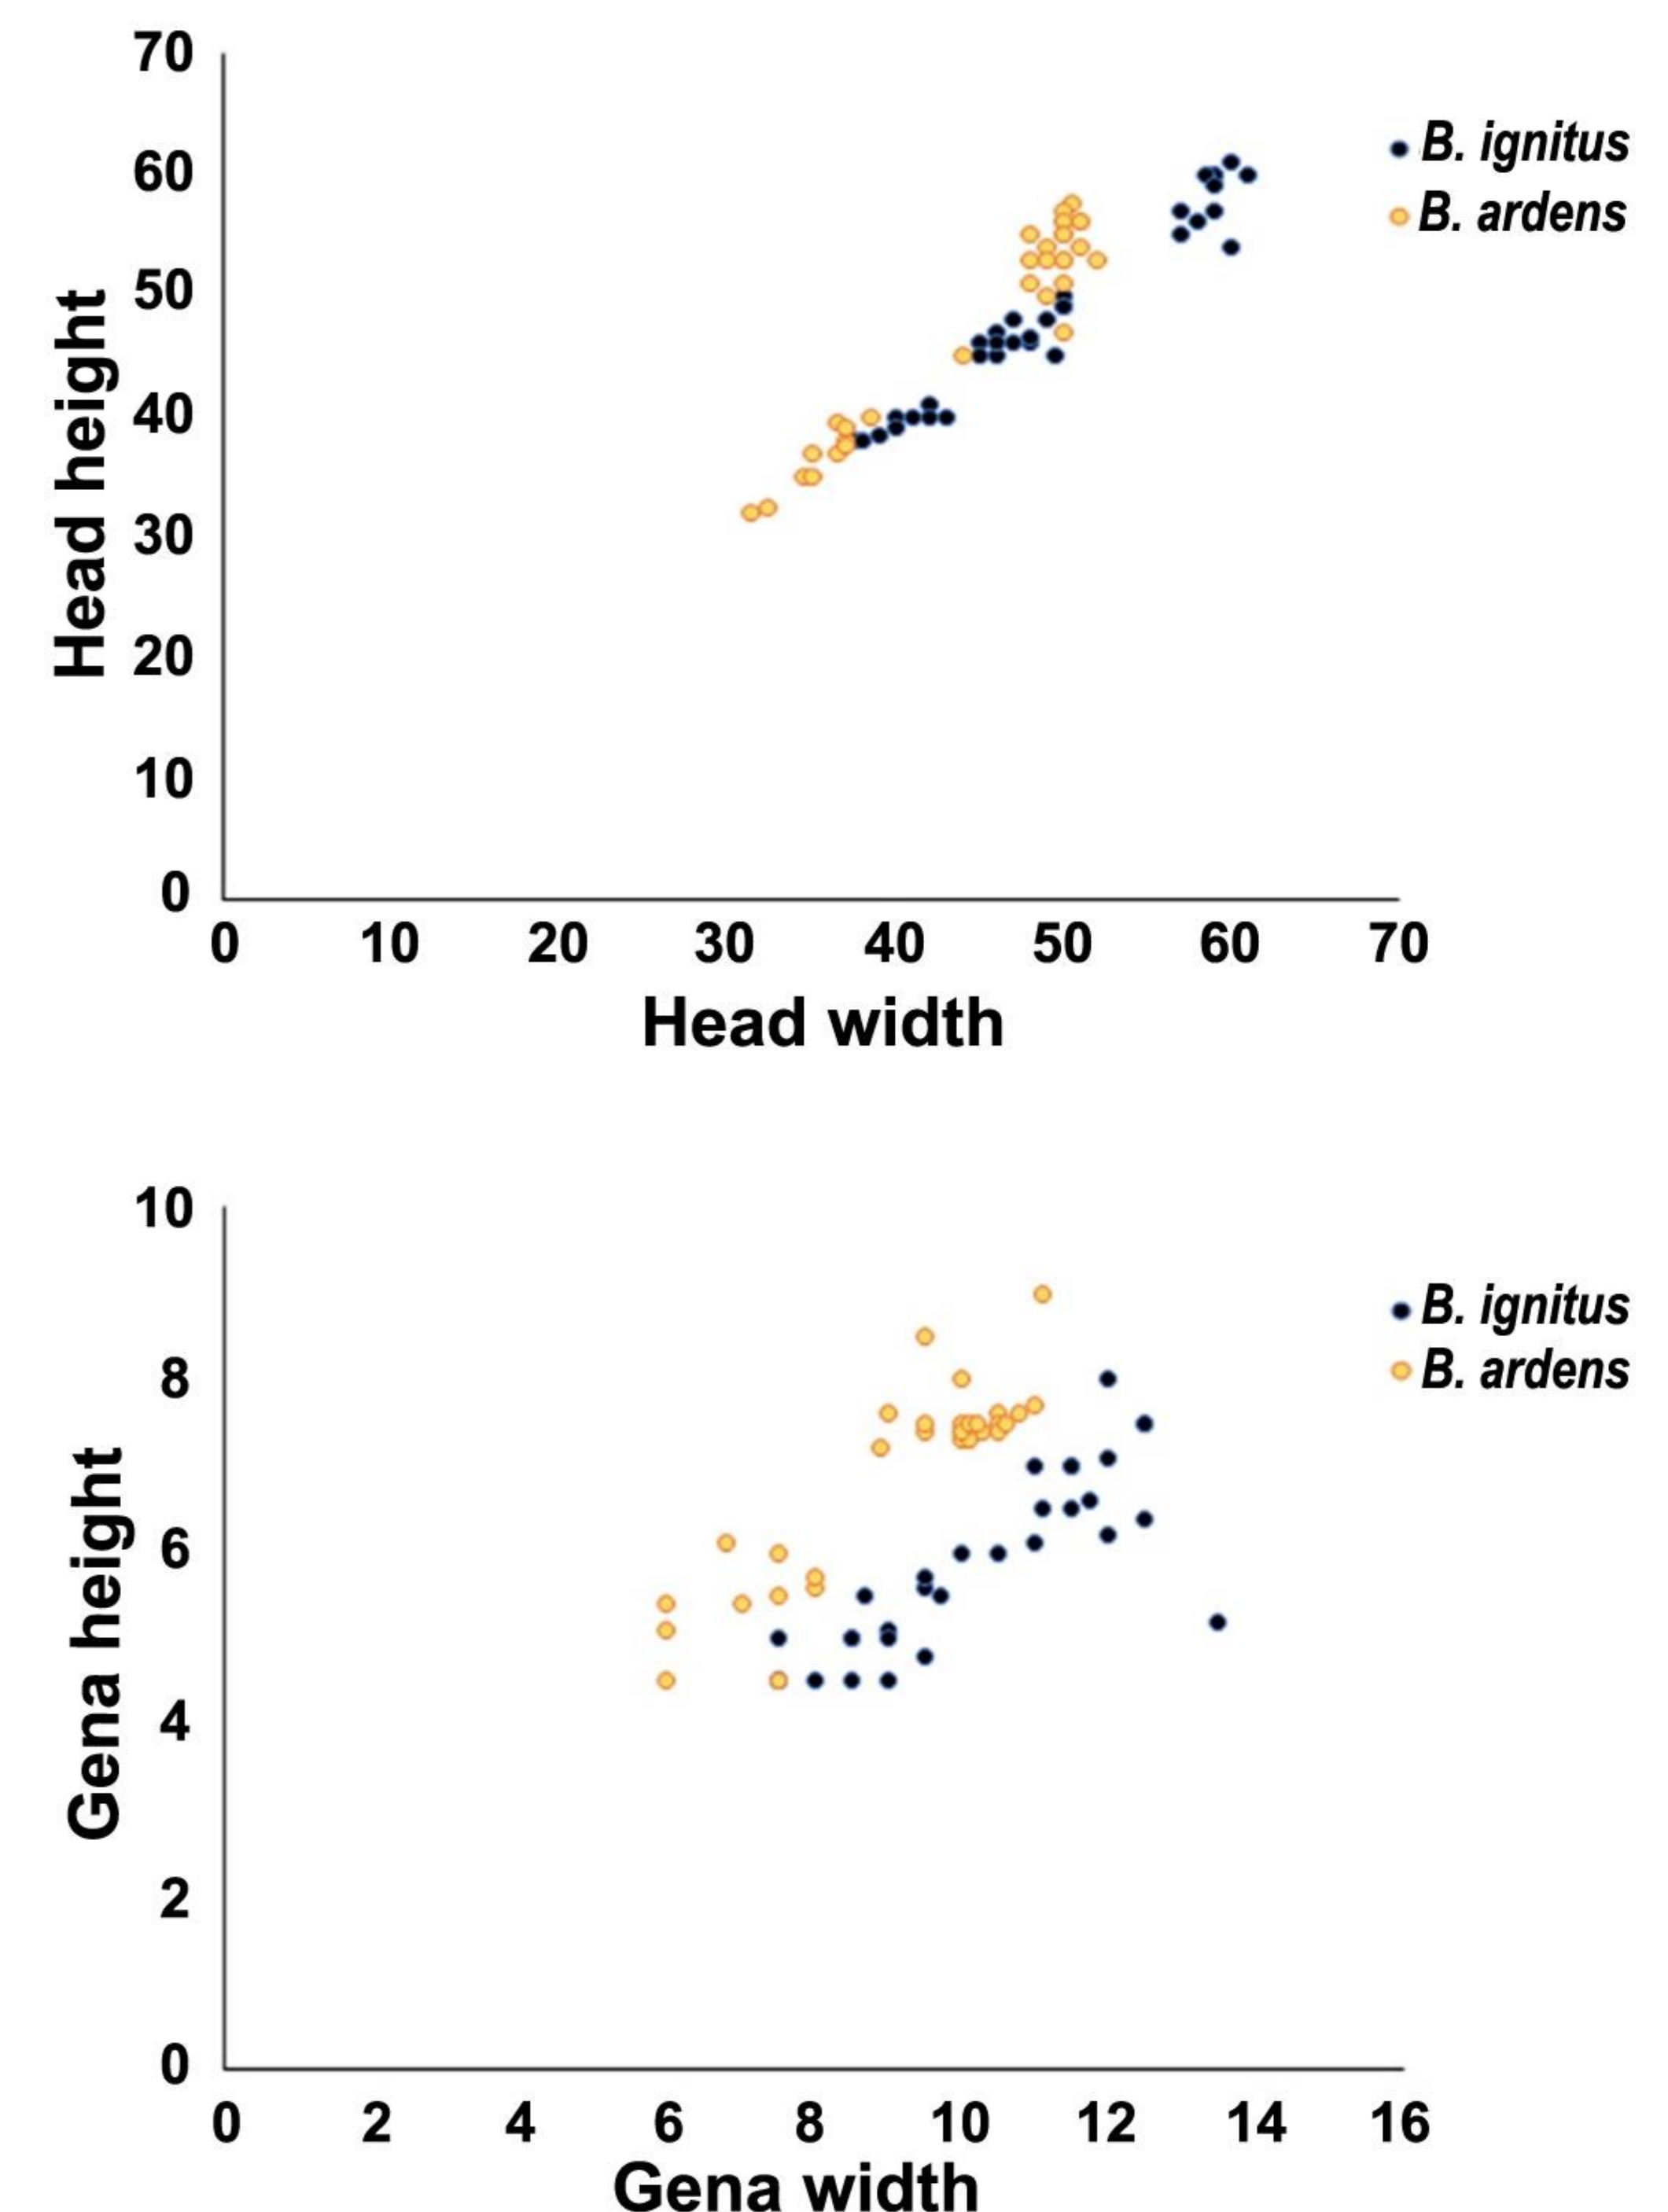 70
60
50
40
30
20
10
0
Head height
B. ignitus
B. ardens
0 10 20 30 40 50 60 70
Head width
10
8
6
4
2
0
Gena height
B. ignitus
B. ardens
0 2 4 6 8 10 12 14 16
Gena width